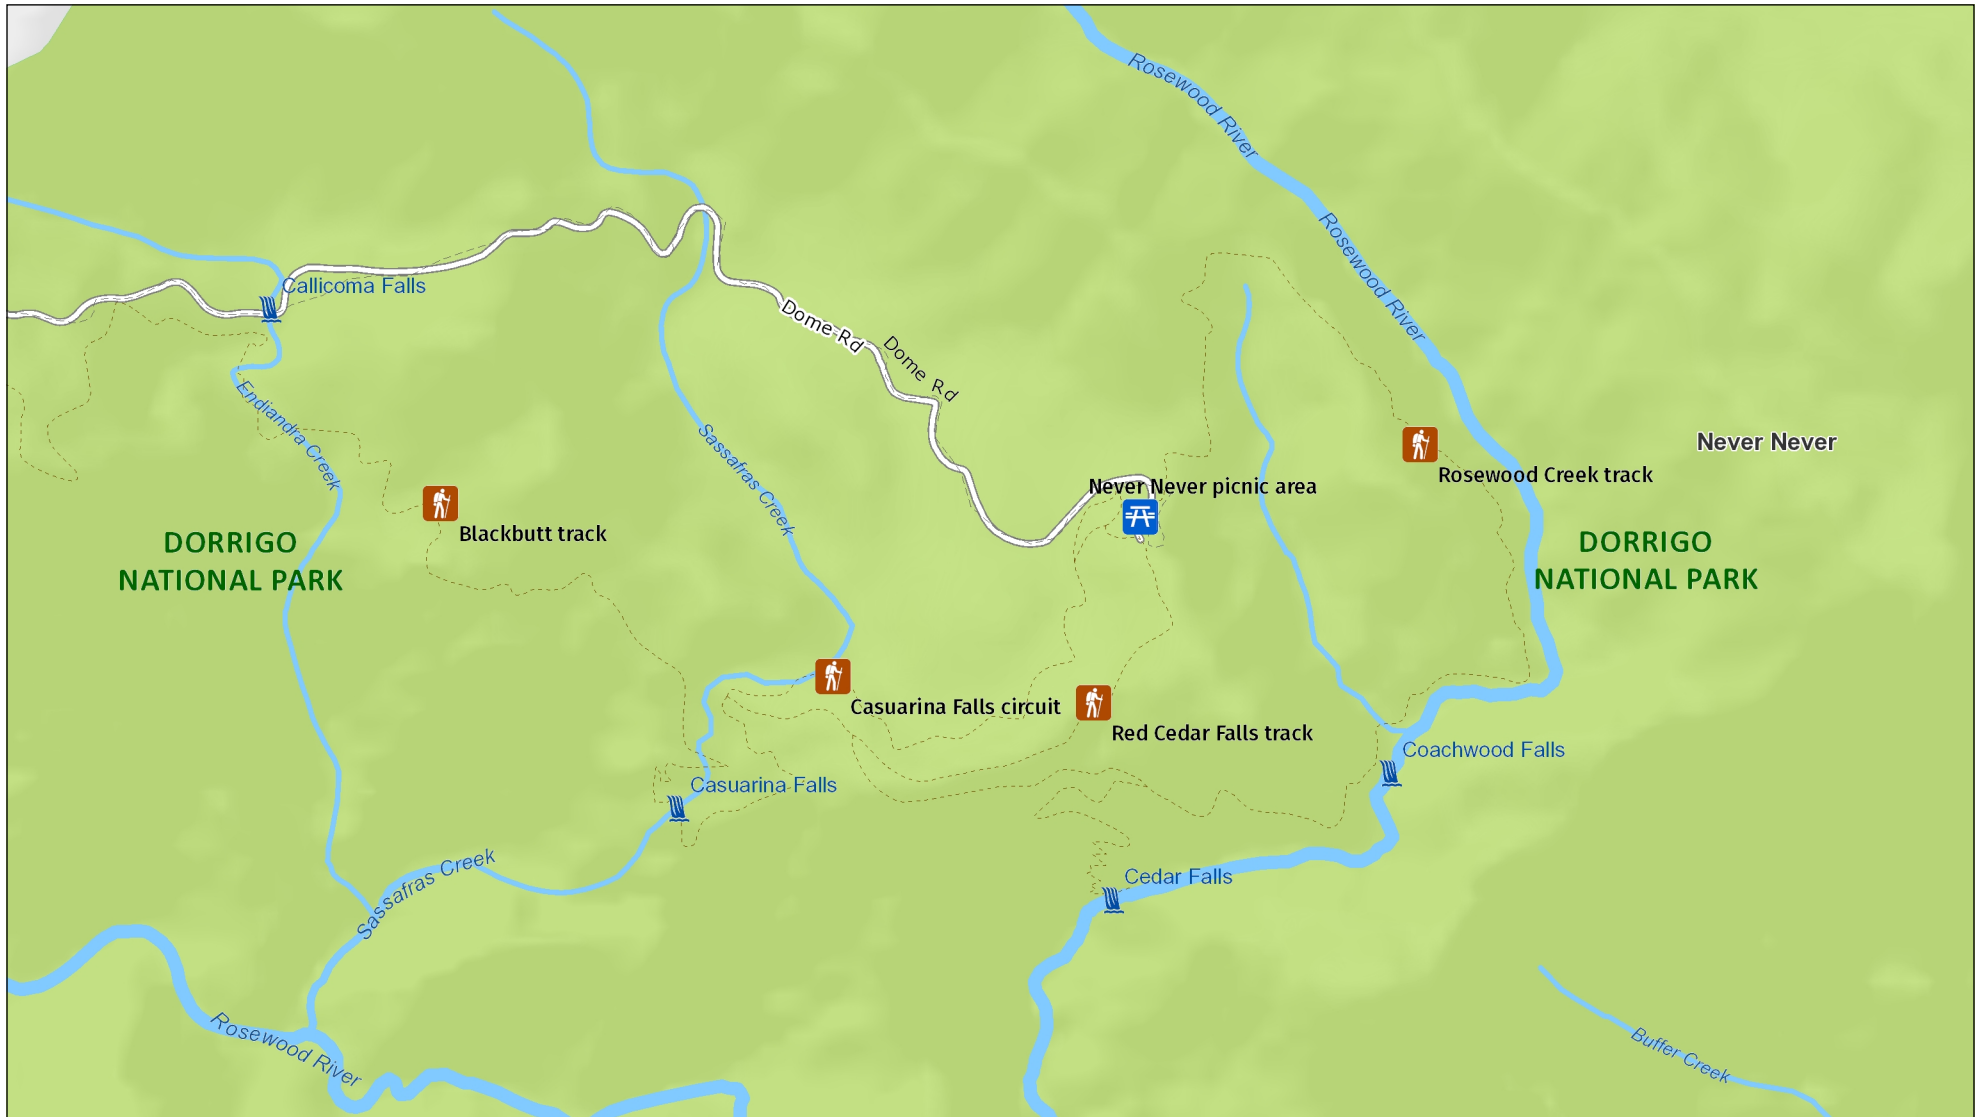 Rosewood River
Rosewood River
Callicoma Falls
Dome Rd
Dome Rd
Endiandra Creek
Sassafras Creek
Never Never
Rosewood Creek track
Never Never picnic area
Blackbutt track
DORRIGO
NATIONAL PARK
DORRIGO
NATIONAL PARK
Casuarina Falls circuit
Red Cedar Falls track
Coachwood Falls
Casuarina Falls
Sassafras Creek
Cedar Falls
Rosewood River
Buffer Creek